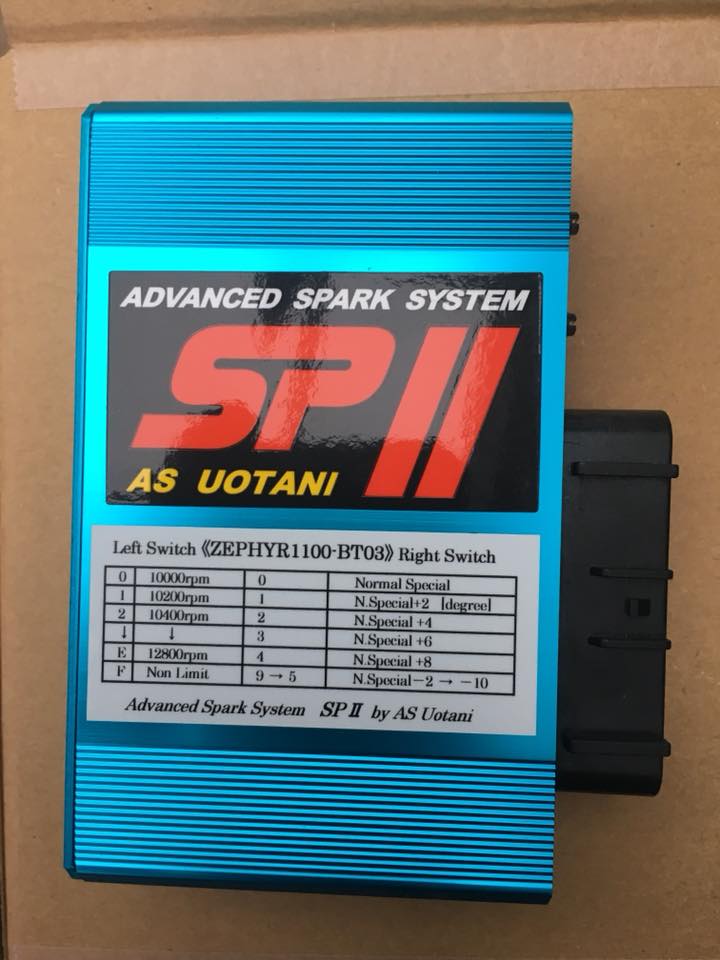 ADVANCED SPARK SYSTEM
SPII
AS UOTANI
Left Switch 《ZEPHYR1100-BT03》 Right Switch
0 10000rpm 0 Normal Special
1 10200rpm 1 N.Special+2 [degree]
2 10400rpm 2 N.Special +4
↓ ↓ 3 N.Special +6
E 12800rpm 4 N.Special +8
F Non Limit 9 → 5 N.Special−2 → −10
Advanced Spark System SP II by AS Uotani